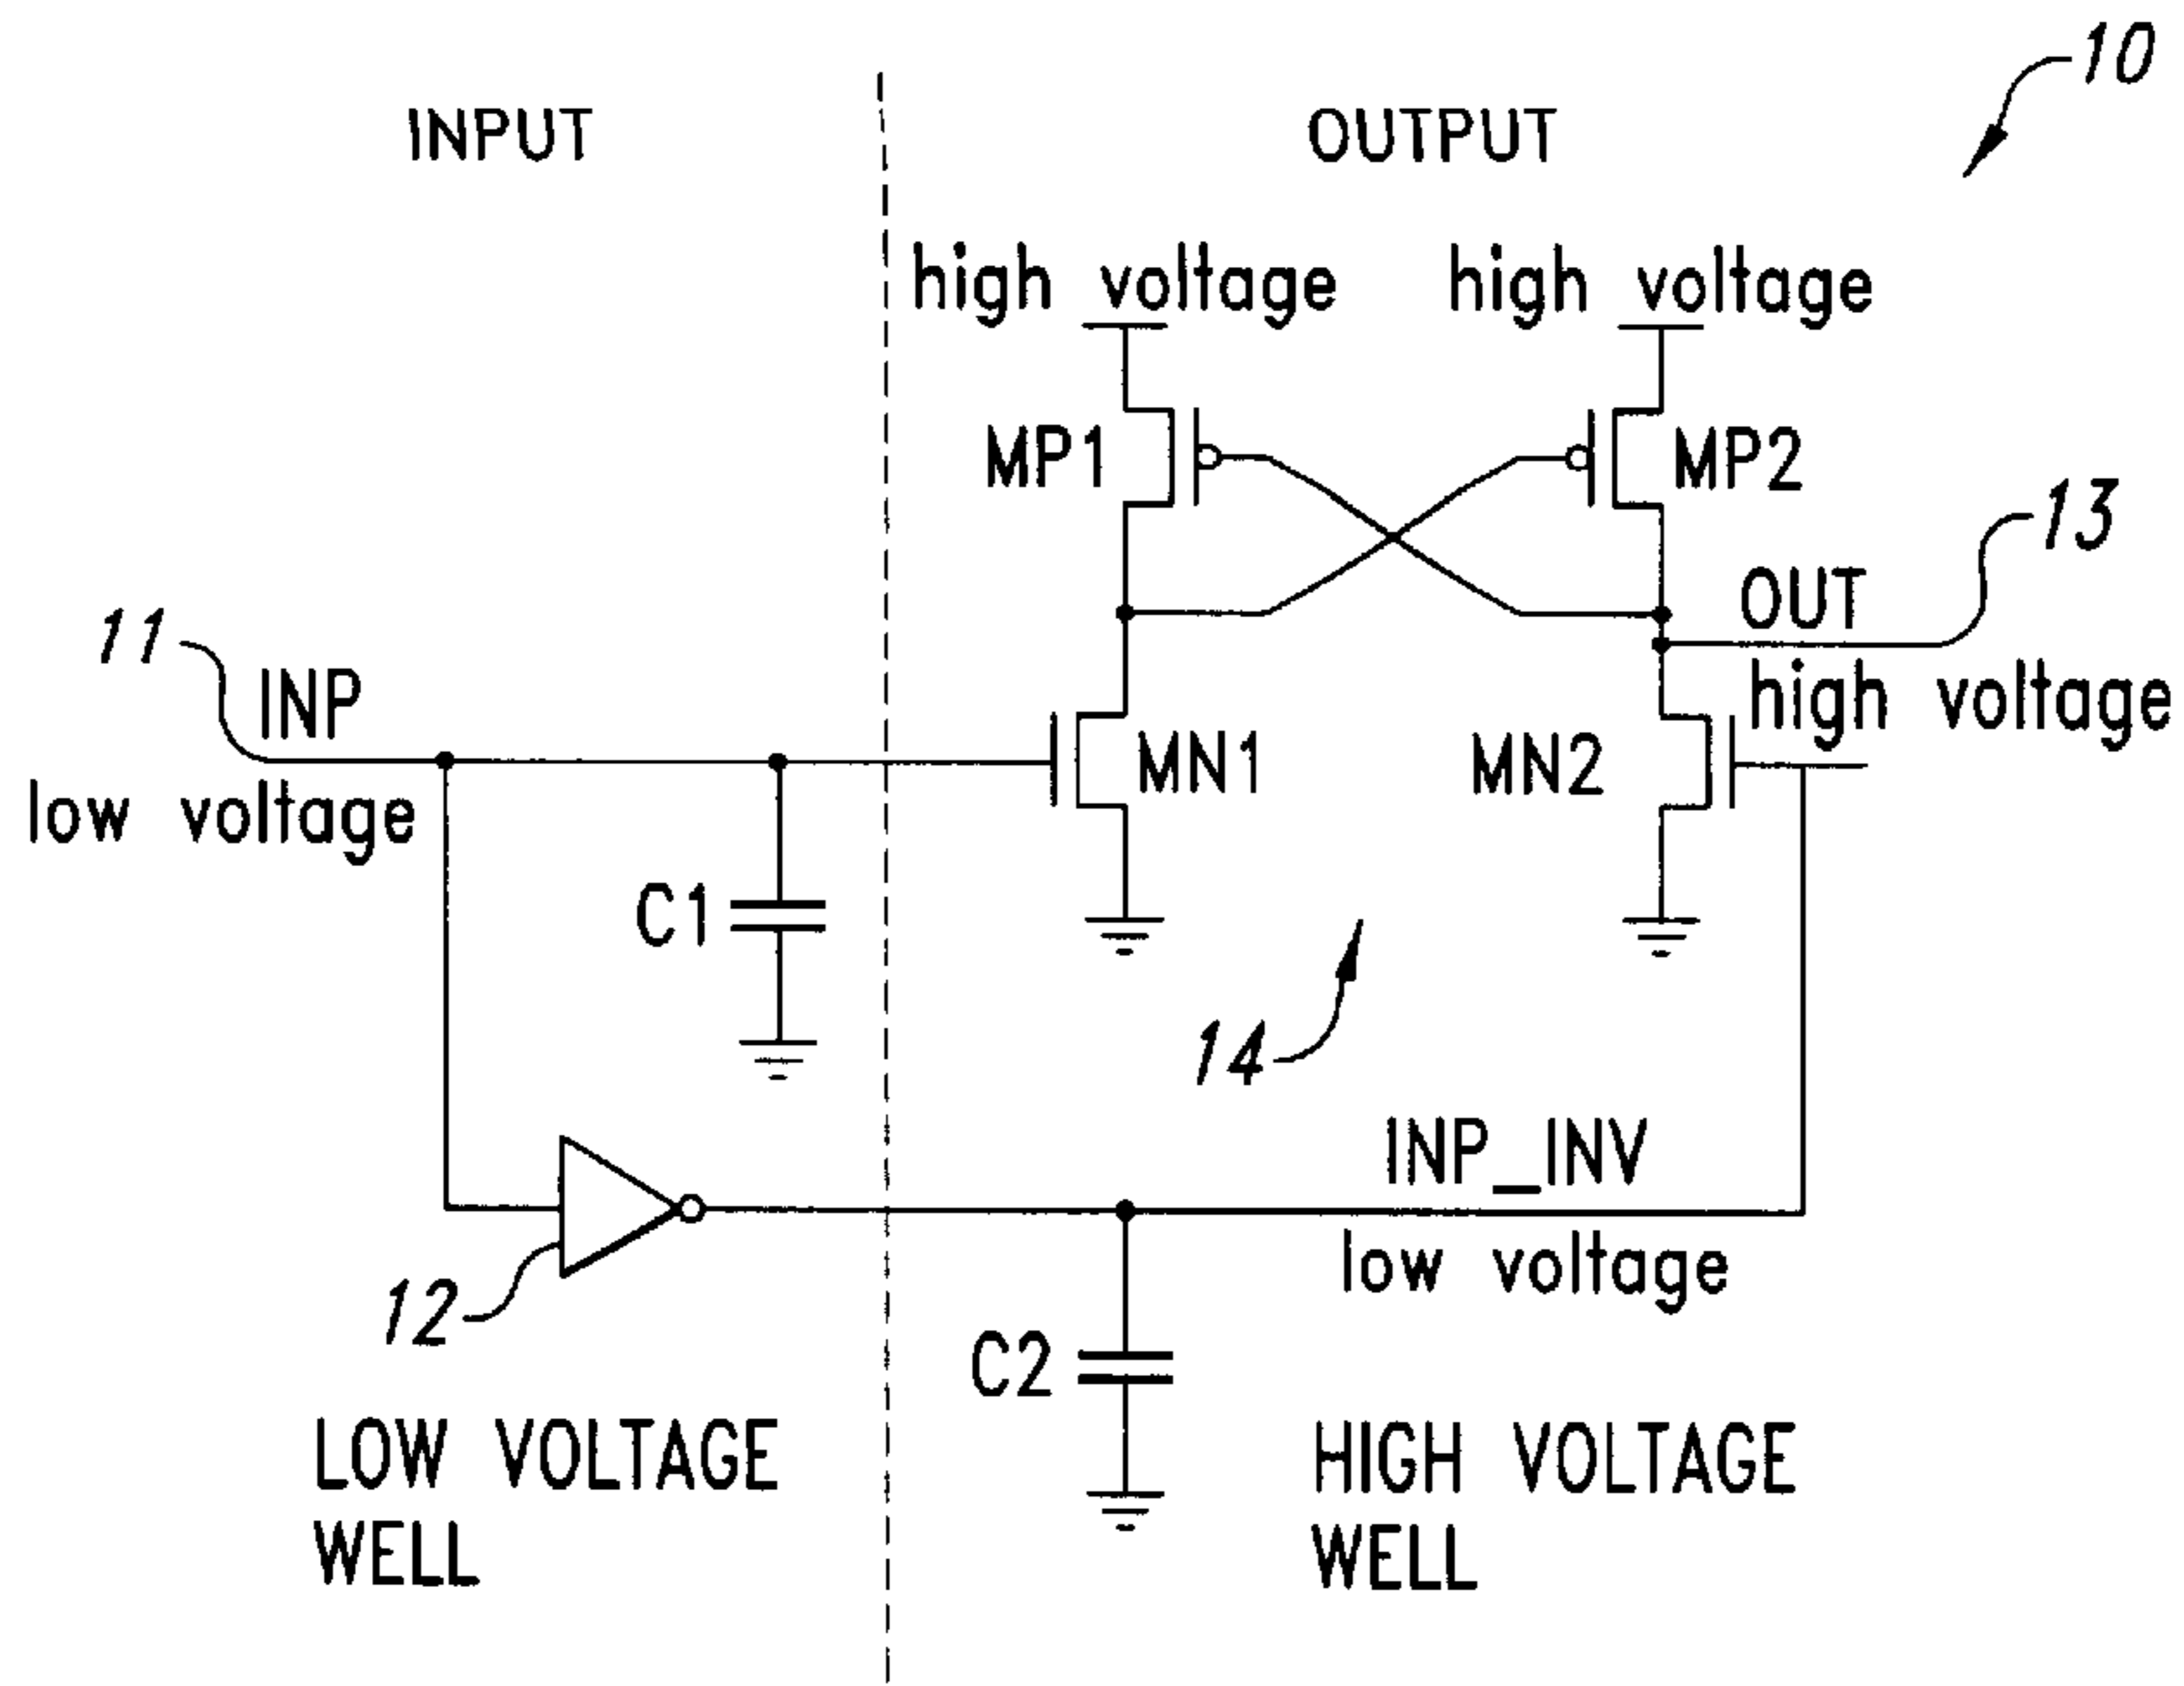 10
INPUT
OUTPUT
high voltage
high voltage
MP1
MP2
13
OUT
high voltage
11
INP
low voltage
MN1
MN2
C1
14
INP_INV
low voltage
12
C2
LOW VOLTAGE
WELL
HIGH VOLTAGE
WELL